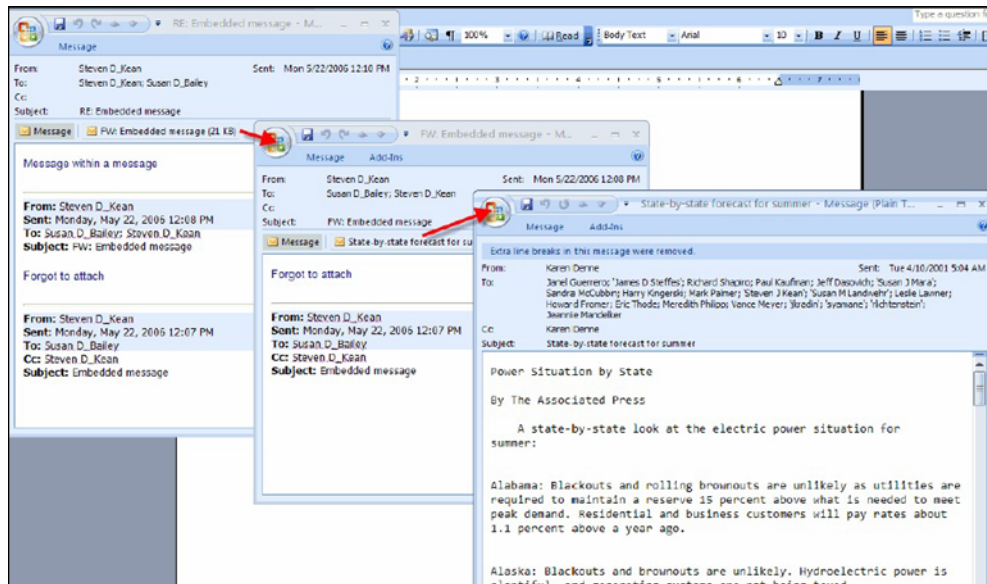 RE: Embedded message - M...
Type a question fo
Message
100%
Read
Body Text
Arial
10
B I U
From: Steven D_Kean
Sent: Mon 5/22/2006 12:10 PM
To: Steven D_Kean; Susan D_Bailey
Cc:
Subject: RE: Embedded message
Message
FW: Embedded message (21 KB)
Message within a message
From: Steven D_Kean
Sent: Monday, May 22, 2006 12:08 PM
To: Susan D_Bailey; Steven D_Kean
Subject: FW: Embedded message
Forgot to attach
From: Steven D_Kean
Sent: Monday, May 22, 2006 12:07 PM
To: Susan D_Bailey
Cc: Steven D_Kean
Subject: Embedded message
FW: Embedded message - M...
Message Add-Ins
From: Steven D_Kean
Sent: Mon 5/22/2006 12:08 PM
To: Susan D_Bailey; Steven D_Kean
Cc:
Subject: FW: Embedded message
Message
State-by-state forecast for su
Forgot to attach
From: Steven D_Kean
Sent: Monday, May 22, 2006 12:07 PM
To: Susan D_Bailey
Cc: Steven D_Kean
Subject: Embedded message
State-by-state forecast for summer - Message (Plain T...
Message Add-Ins
Extra line breaks in this message were removed.
From: Karen Denne
Sent: Tue 4/10/2001 5:04 AM
To: Janel Guerrero; 'James D Steffes'; Richard Shapiro; Paul Kaufman; Jeff Dasovich; 'Susan J Mara';
Sandra McCubbin; Harry Kingerski; Mark Palmer; 'Steven J Kean'; 'Susan M Landwehr'; Leslie Lawner;
Howard Fromer; Eric Thode; Meredith Philipp; Vance Meyer; 'jkradin'; 'syamane'; 'rlichtenstein';
Jeannie Mandelker
Cc: Karen Denne
Subject: State-by-state forecast for summer
Power Situation by State
By The Associated Press
A state-by-state look at the electric power situation for
summer:
Alabama: Blackouts and rolling brownouts are unlikely as utilities are
required to maintain a reserve 15 percent above what is needed to meet
peak demand. Residential and business customers will pay rates about
1.1 percent above a year ago.
Alaska: Blackouts and brownouts are unlikely. Hydroelectric power is